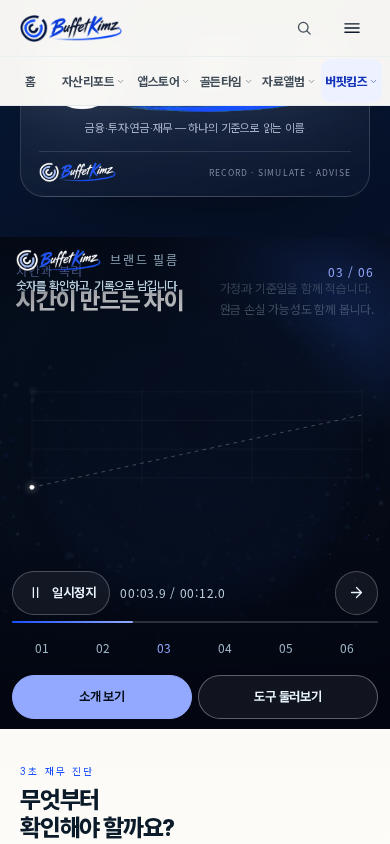 BuffetKimz
홈 자산리포트 앱스토어 골든타임 자료앨범 버핏킴즈
금융·투자·연금·재무 — 하나의 기준으로 읽는 이름
BuffetKimz RECORD · SIMULATE · ADVISE
BuffetKimz 브랜드 필름
시간과 복리
03 / 06
숫자를 확인하고, 기록으로 남깁니다
시간이 만드는 차이
가정과 기준일을 함께 적습니다.
원금 손실 가능성도 함께 봅니다.
일시정지 00:03.9 / 00:12.0
01 02 03 04 05 06
소개 보기 도구 둘러보기
3초 재무 진단
무엇부터
확인해야 할까요?